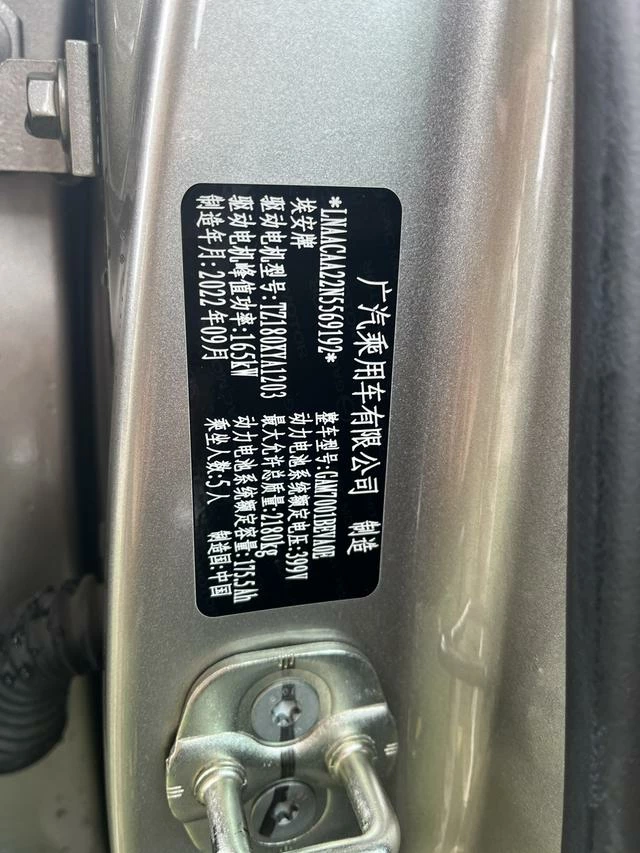 广汽乘用车有限公司 制造
*LNAACAA22N5569192*
埃安牌 整车型号:GAM7001BEVA0E
驱动电机型号:TZ180XYA1203 动力电池系统额定电压:399V
驱动电机峰值功率:165kW 最大允许总质量:2180kg
制造年月:2022年09月 动力电池系统额定容量:175.5Ah
乘坐人数:5人 制造国:中国